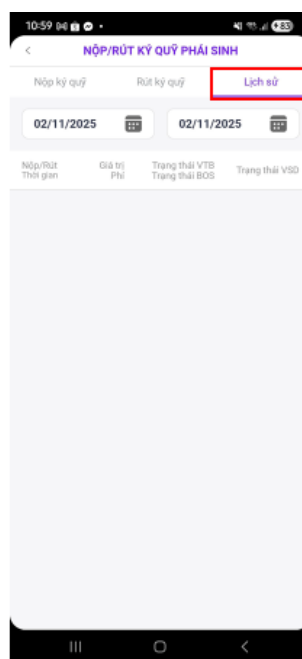 10:59
83
NỘP/RÚT KÝ QUỸ PHÁI SINH
Nộp ký quỹ Rút ký quỹ Lịch sử
02/11/2025 02/11/2025
Nộp/Rút Giá trị Trạng thái VTB Trạng thái VSD
Thời gian Phí Trạng thái BOS